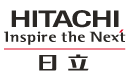 HITACHI
Inspire the Next
日立